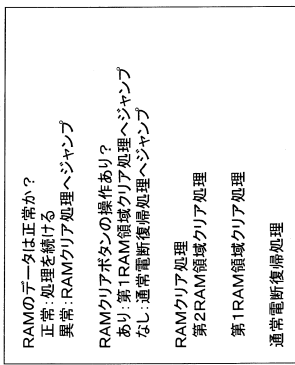 RAMのデータは正常か？
正常：処理を続ける
異常：RAMクリア処理へジャンプ
RAMクリアボタンの操作あり？
あり：第1RAM領域クリア処理へジャンプ
なし：通常電断復帰処理へジャンプ
RAMクリア処理
第2RAM領域クリア処理
第1RAM領域クリア処理
通常電断復帰処理